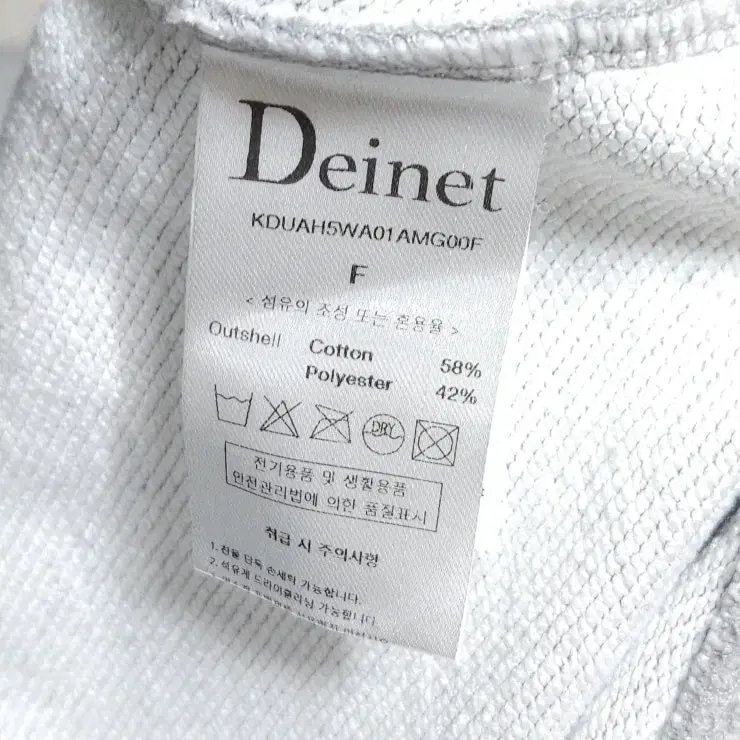 Deinet
KDUAH5WA01AMG00F
F
< 섬유의 조성 또는 혼용율 >
Outshell Cotton 58%
Polyester 42%
DRY
전기용품 및 생활용품
안전관리법에 의한 품질표시
취급 시 주의사항
1. 찬물 단독 손세탁 가능합니다.
2. 석유계 드라이클리닝 가능합니다